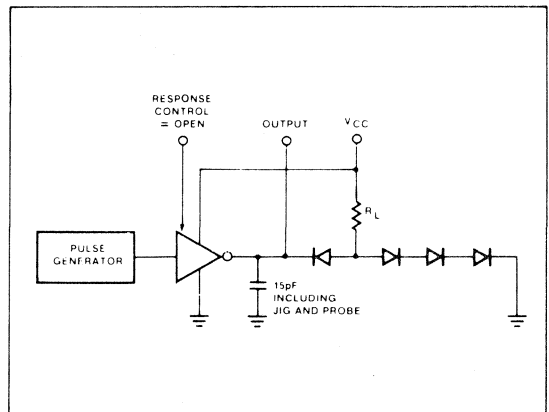 RESPONSE
CONTROL
= OPEN
OUTPUT
VCC
RL
PULSE
GENERATOR
15pF
INCLUDING
JIG AND PROBE